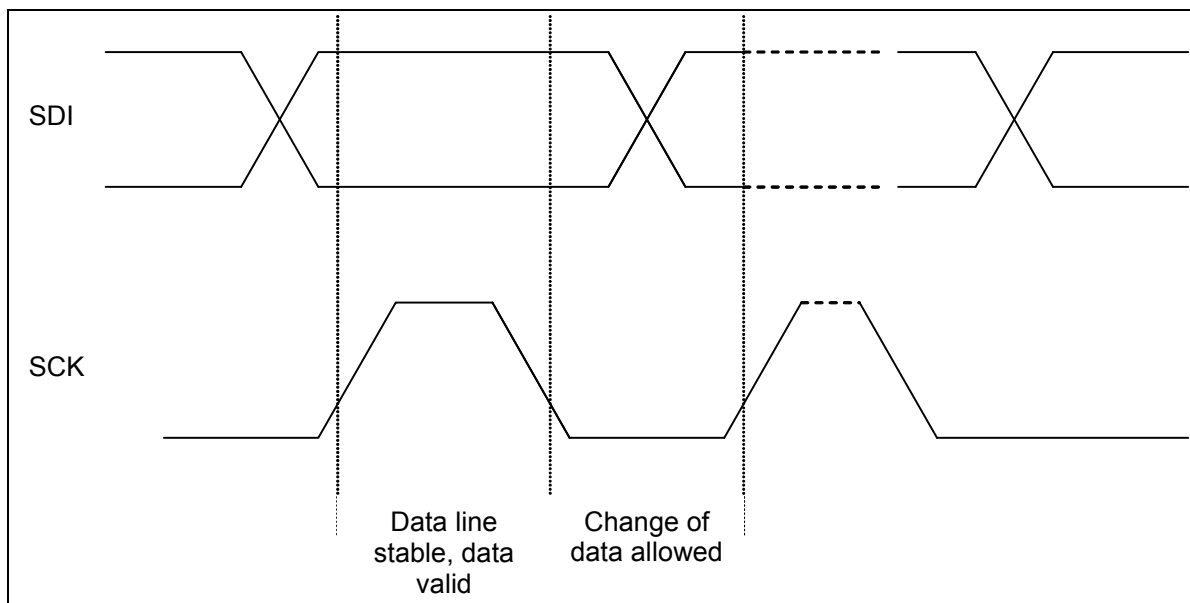 SDI
SCK
Data line
stable, data
valid
Change of
data allowed